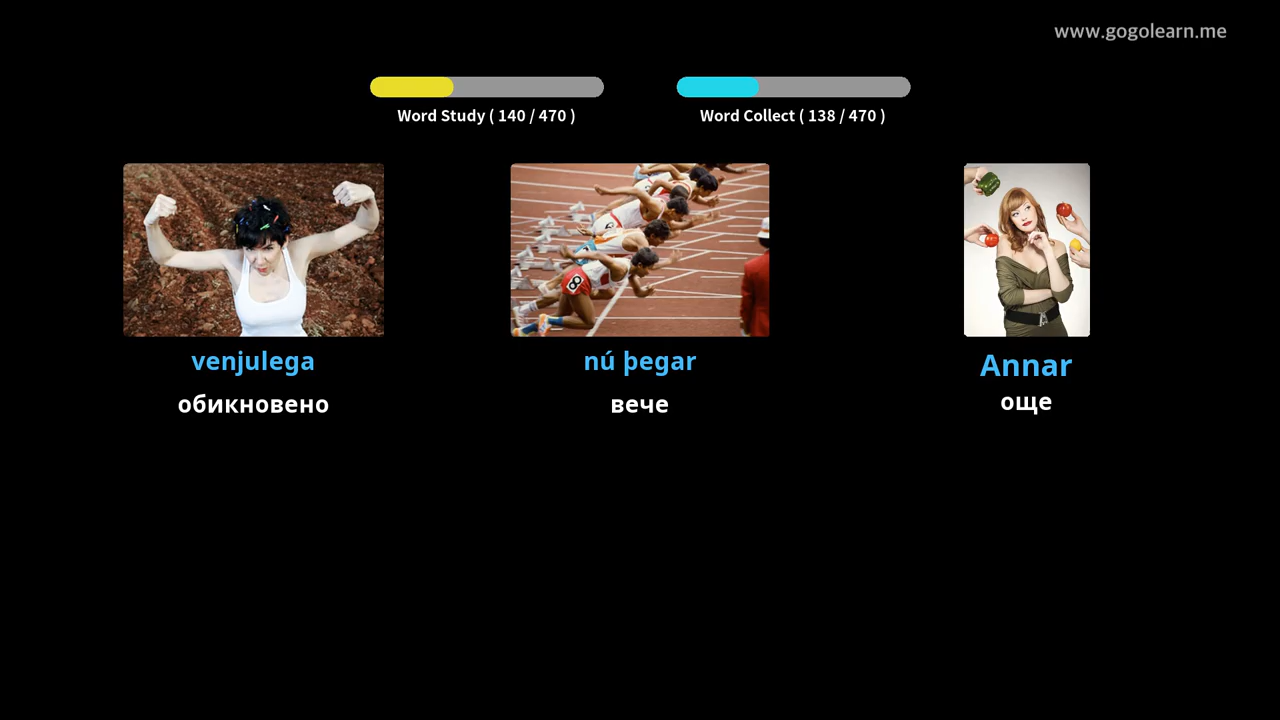 www.gogolearn.me
Word Study ( 140 / 470 )
Word Collect ( 138 / 470 )
venjulega
nú þegar
Annar
обикновено
вече
още